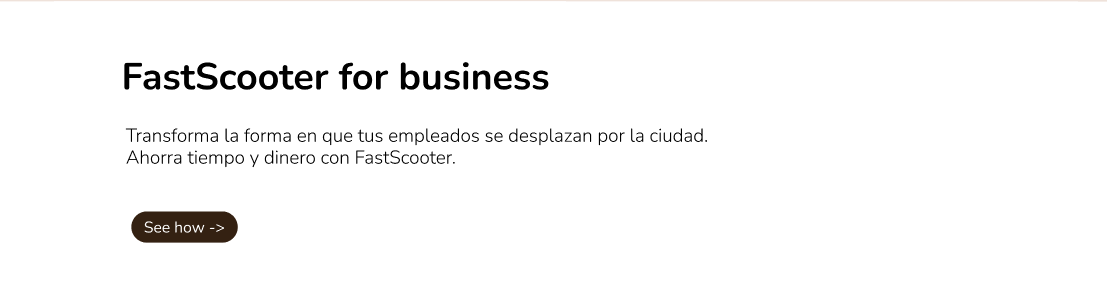 FastScooter for business
Transforma la forma en que tus empleados se desplazan por la ciudad.
Ahorra tiempo y dinero con FastScooter.
See how ->